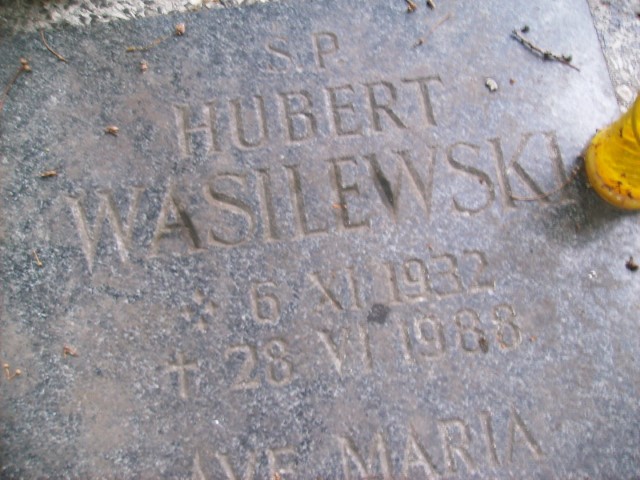 S.P.
HUBERT
WASILEWSKI
* 6 XI 1932
† 28 VI 1988
AVE MARIA